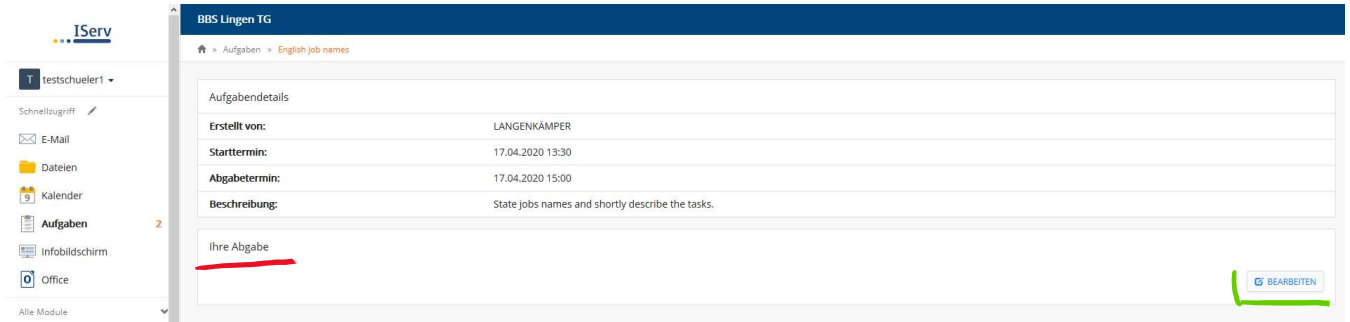 IServ
BBS Lingen TG
» Aufgaben » English job names
T testschueler1
Schnellzugriff
E-Mail
Dateien
9 Kalender
Aufgaben 2
Infobildschirm
Office
Alle Module
Aufgabendetails
Erstellt von: LANGENKÄMPER
Starttermin: 17.04.2020 13:30
Abgabetermin: 17.04.2020 15:00
Beschreibung: State jobs names and shortly describe the tasks.
Ihre Abgabe
BEARBEITEN